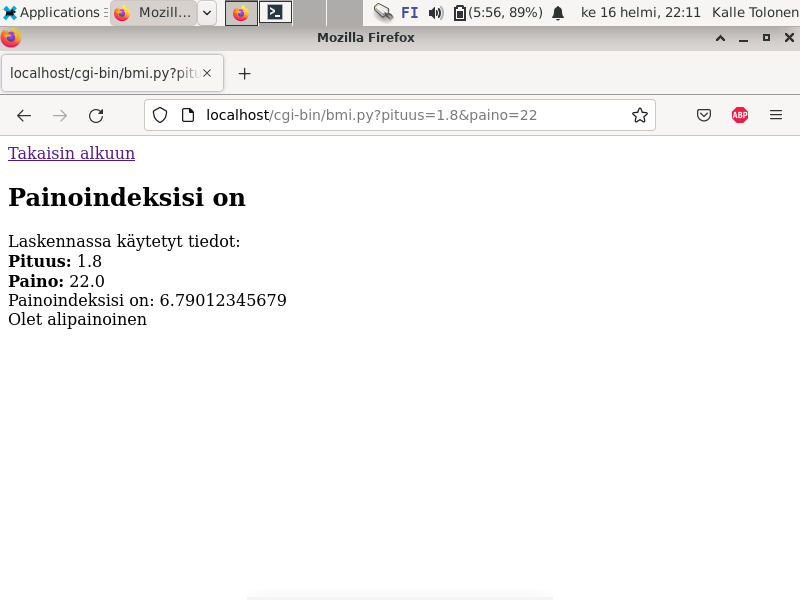 Applications Mozill... FI (5:56, 89%) ke 16 helmi, 22:11 Kalle Tolonen
Mozilla Firefox
localhost/cgi-bin/bmi.py?pitu
localhost/cgi-bin/bmi.py?pituus=1.8&paino=22 ABP
Takaisin alkuun
Painoindeksisi on
Laskennassa käytetyt tiedot:
Pituus: 1.8
Paino: 22.0
Painoindeksisi on: 6.79012345679
Olet alipainoinen